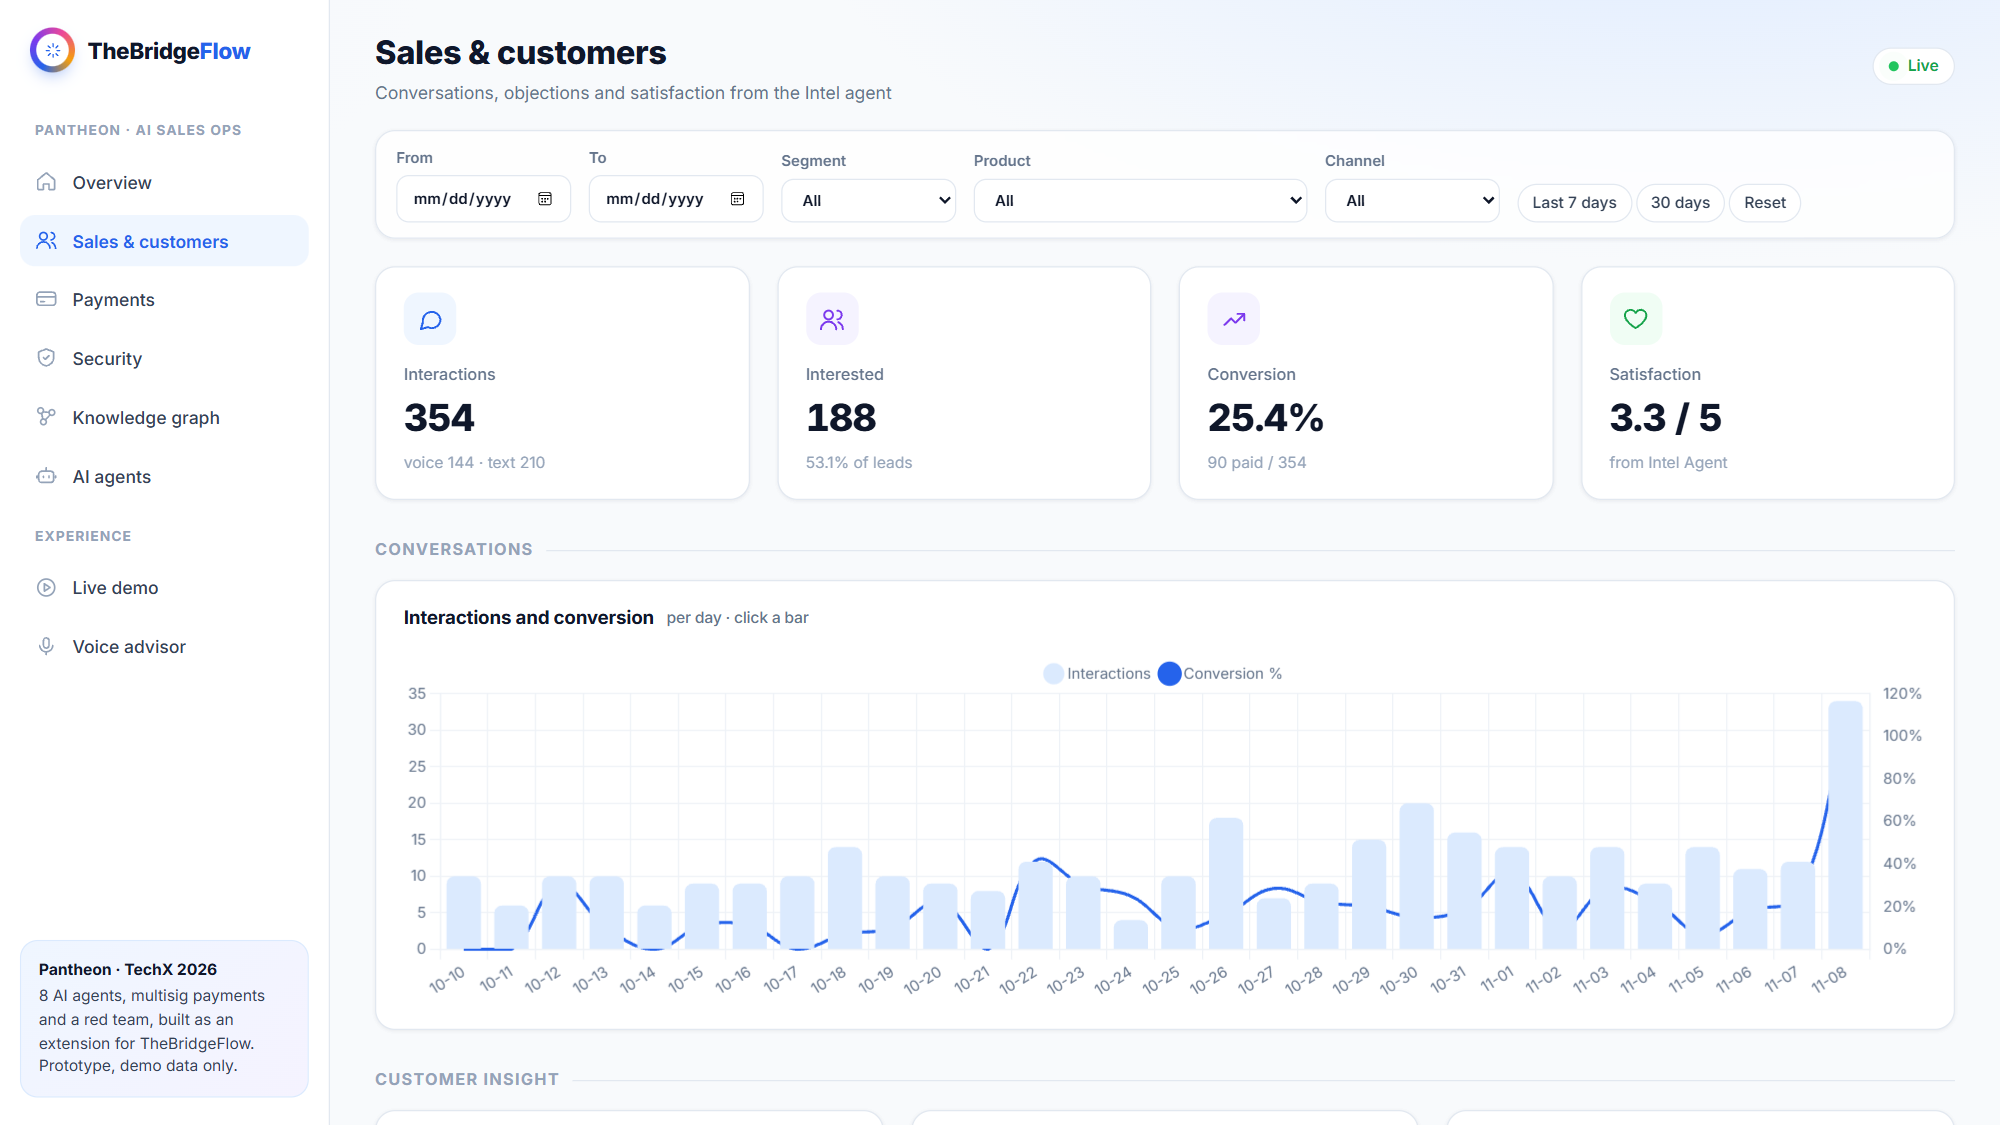 TheBridgeFlow
PANTHEON · AI SALES OPS
Overview
Sales & customers
Payments
Security
Knowledge graph
AI agents
EXPERIENCE
Live demo
Voice advisor
Pantheon · TechX 2026
8 AI agents, multisig payments
and a red team, built as an
extension for TheBridgeFlow.
Prototype, demo data only.
Sales & customers
Conversations, objections and satisfaction from the Intel agent
Live
From To Segment Product Channel
mm/dd/yyyy mm/dd/yyyy All All All Last 7 days 30 days Reset
Interactions
354
voice 144 · text 210
Interested
188
53.1% of leads
Conversion
25.4%
90 paid / 354
Satisfaction
3.3 / 5
from Intel Agent
CONVERSATIONS
Interactions and conversion per day · click a bar
Interactions Conversion %
35 120%
30 100%
25 80%
20 60%
15 40%
10 20%
5 0%
0
10-10 10-11 10-12 10-13 10-14 10-15 10-16 10-17 10-18 10-19 10-20 10-21 10-22 10-23 10-24 10-25 10-26 10-27 10-28 10-29 10-30 10-31 11-01 11-02 11-03 11-04 11-05 11-06 11-07 11-08
CUSTOMER INSIGHT